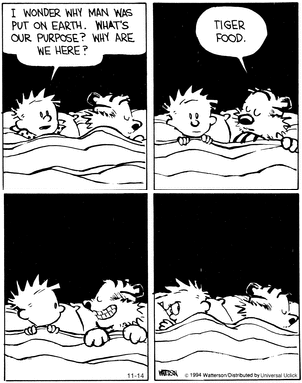 I WONDER WHY MAN WAS
PUT ON EARTH. WHAT'S
OUR PURPOSE? WHY ARE
WE HERE?
TIGER
FOOD.
11-14
WATTERSON
© 1994 Watterson/Distributed by Universal Uclick